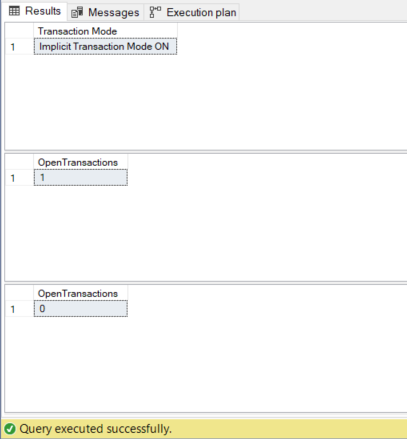 Results Messages Execution plan
Transaction Mode
1 Implicit Transaction Mode ON
OpenTransactions
1 1
OpenTransactions
1 0
Query executed successfully.